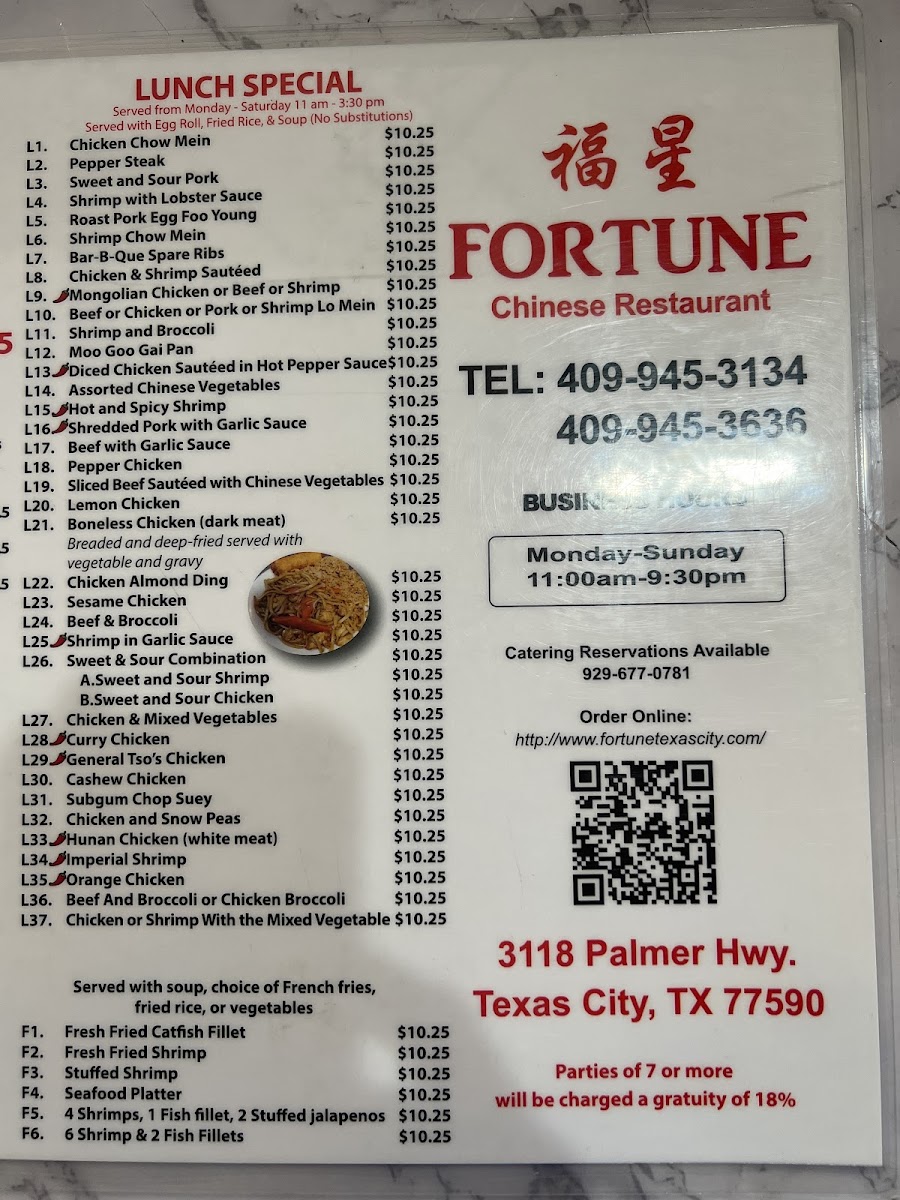 LUNCH SPECIAL
Served from Monday - Saturday 11 am - 3:30 pm
Served with Egg Roll, Fried Rice, & Soup (No Substitutions)
L1. Chicken Chow Mein $10.25
L2. Pepper Steak $10.25
L3. Sweet and Sour Pork $10.25
L4. Shrimp with Lobster Sauce $10.25
L5. Roast Pork Egg Foo Young $10.25
L6. Shrimp Chow Mein $10.25
L7. Bar-B-Que Spare Ribs $10.25
L8. Chicken & Shrimp Sautéed $10.25
L9. Mongolian Chicken or Beef or Shrimp $10.25
L10. Beef or Chicken or Pork or Shrimp Lo Mein $10.25
L11. Shrimp and Broccoli $10.25
L12. Moo Goo Gai Pan $10.25
L13. Diced Chicken Sautéed in Hot Pepper Sauce $10.25
L14. Assorted Chinese Vegetables $10.25
L15. Hot and Spicy Shrimp $10.25
L16. Shredded Pork with Garlic Sauce $10.25
L17. Beef with Garlic Sauce $10.25
L18. Pepper Chicken $10.25
L19. Sliced Beef Sautéed with Chinese Vegetables $10.25
L20. Lemon Chicken $10.25
L21. Boneless Chicken (dark meat) $10.25
Breaded and deep-fried served with
vegetable and gravy
L22. Chicken Almond Ding $10.25
L23. Sesame Chicken $10.25
L24. Beef & Broccoli $10.25
L25. Shrimp in Garlic Sauce $10.25
L26. Sweet & Sour Combination $10.25
A.Sweet and Sour Shrimp $10.25
B.Sweet and Sour Chicken $10.25
L27. Chicken & Mixed Vegetables $10.25
L28. Curry Chicken $10.25
L29. General Tso's Chicken $10.25
L30. Cashew Chicken $10.25
L31. Subgum Chop Suey $10.25
L32. Chicken and Snow Peas $10.25
L33. Hunan Chicken (white meat) $10.25
L34. Imperial Shrimp $10.25
L35. Orange Chicken $10.25
L36. Beef And Broccoli or Chicken Broccoli $10.25
L37. Chicken or Shrimp With the Mixed Vegetable $10.25
Served with soup, choice of French fries,
fried rice, or vegetables
F1. Fresh Fried Catfish Fillet $10.25
F2. Fresh Fried Shrimp $10.25
F3. Stuffed Shrimp $10.25
F4. Seafood Platter $10.25
F5. 4 Shrimps, 1 Fish fillet, 2 Stuffed jalapenos $10.25
F6. 6 Shrimp & 2 Fish Fillets $10.25
福星
FORTUNE
Chinese Restaurant
TEL: 409-945-3134
409-945-3636
BUSINESS HOURS
Monday-Sunday
11:00am-9:30pm
Catering Reservations Available
929-677-0781
Order Online:
http://www.fortunetexascity.com/
3118 Palmer Hwy.
Texas City, TX 77590
Parties of 7 or more
will be charged a gratuity of 18%